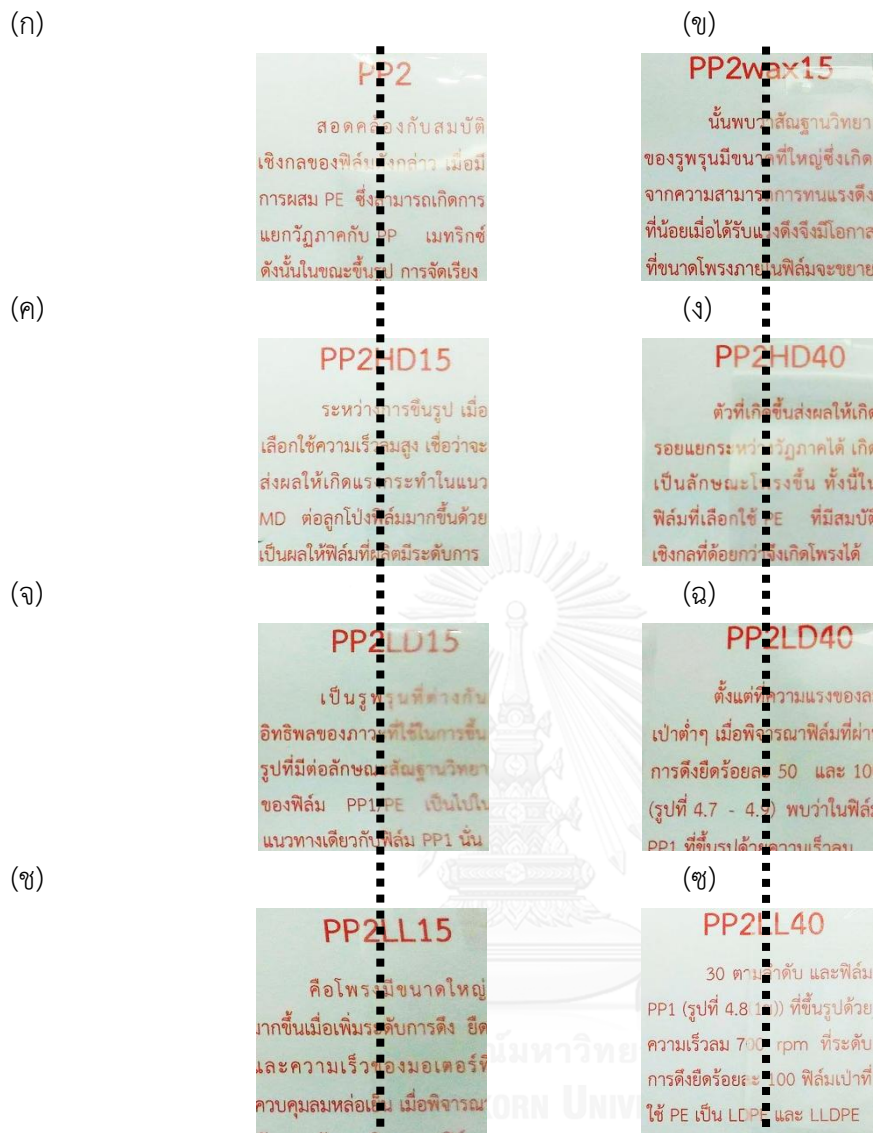 (ก)
PP2
สอดคล้องกับสมบัติ
เชิงกลของฟิล์มดังกล่าว เมื่อมี
การผสม PE ซึ่งสามารถเกิดการ
แยกวัฏภาคกับ PP เมทริกซ์
ดังนั้นในขณะขึ้นรูป การจัดเรียง
(ข)
PP2wax15
นั้นพบว่าสัณฐานวิทยา
ของรูพรุนมีขนาดที่ใหญ่ซึ่งเกิด
จากความสามารถการทนแรงดึง
ที่น้อยเมื่อได้รับแรงดึงจึงมีโอกาส
ที่ขนาดโพรงภายในฟิล์มจะขยาย
(ค)
PP2HD15
ระหว่างการขึ้นรูป เมื่อ
เลือกใช้ความเร็วลมสูง เชื่อว่าจะ
ส่งผลให้เกิดแรงกระทำในแนว
MD ต่อลูกโป่งฟิล์มมากขึ้นด้วย
เป็นผลให้ฟิล์มที่ผลิตมีระดับการ
(ง)
PP2HD40
ตัวที่เกิดขึ้นส่งผลให้เกิด
รอยแยกระหว่างวัฏภาคได้ เกิด
เป็นลักษณะโพรงขึ้น ทั้งนี้ใน
ฟิล์มที่เลือกใช้ PE ที่มีสมบัติ
เชิงกลที่ด้อยกว่าจึงเกิดโพรงได้
(จ)
PP2LD15
เป็นรูพรุนที่ต่างกัน
อิทธิพลของภาวะที่ใช้ในการขึ้น
รูปที่มีต่อลักษณะสัณฐานวิทยา
ของฟิล์ม PP1/PE เป็นไปใน
แนวทางเดียวกับฟิล์ม PP1 นั่น
(ฉ)
PP2LD40
ตั้งแต่ที่ความแรงของลม
เป่าต่ำๆ เมื่อพิจารณาฟิล์มที่ผ่าน
การดึงยืดร้อยละ 50 และ 100
(รูปที่ 4.7 - 4.9) พบว่าในฟิล์ม
PP1 ที่ขึ้นรูปด้วยความเร็วลม
(ช)
PP2LL15
คือโพรงมีขนาดใหญ่
มากขึ้นเมื่อเพิ่มระดับการดึง ยืด
และความเร็วของมอเตอร์ที่
ควบคุมลมหล่อเย็น เมื่อพิจารณา
(ซ)
PP2LL40
30 ตามลำดับ และฟิล์ม
PP1 (รูปที่ 4.8 ที่ขึ้นรูปด้วย
ความเร็วลม 700 rpm ที่ระดับ
การดึงยืดร้อยละ 100 ฟิล์มเป่าที่
ใช้ PE เป็น LDPE และ LLDPE